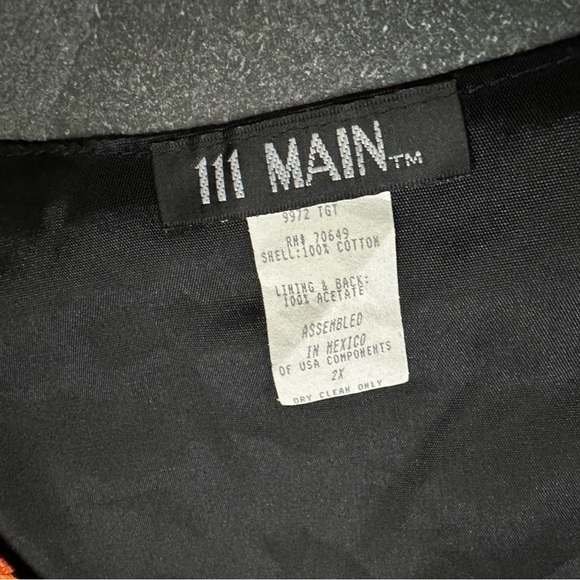 111 MAIN™
9972 TGT
RN# 70649
SHELL:100% COTTON
LINING & BACK:
100% ACETATE
ASSEMBLED
IN MEXICO
OF USA COMPONENTS
2X
DRY CLEAN ONLY